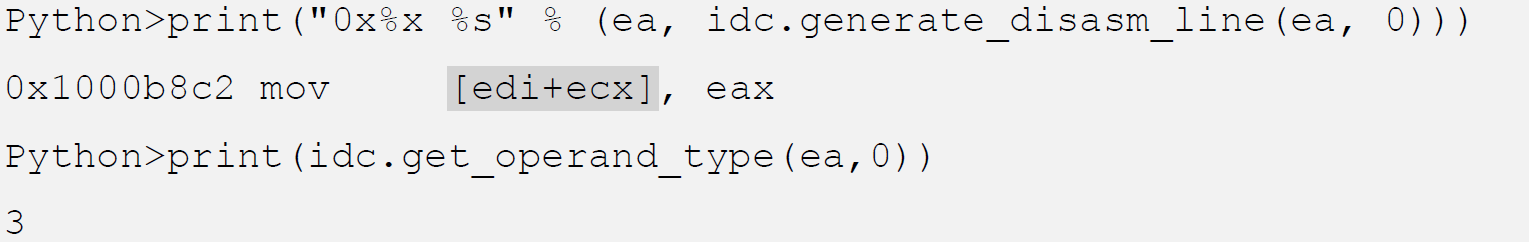 Python>print("0x%x %s" % (ea, idc.generate_disasm_line(ea, 0)))
0x1000b8c2 mov     [edi+ecx], eax
Python>print(idc.get_operand_type(ea,0))
3